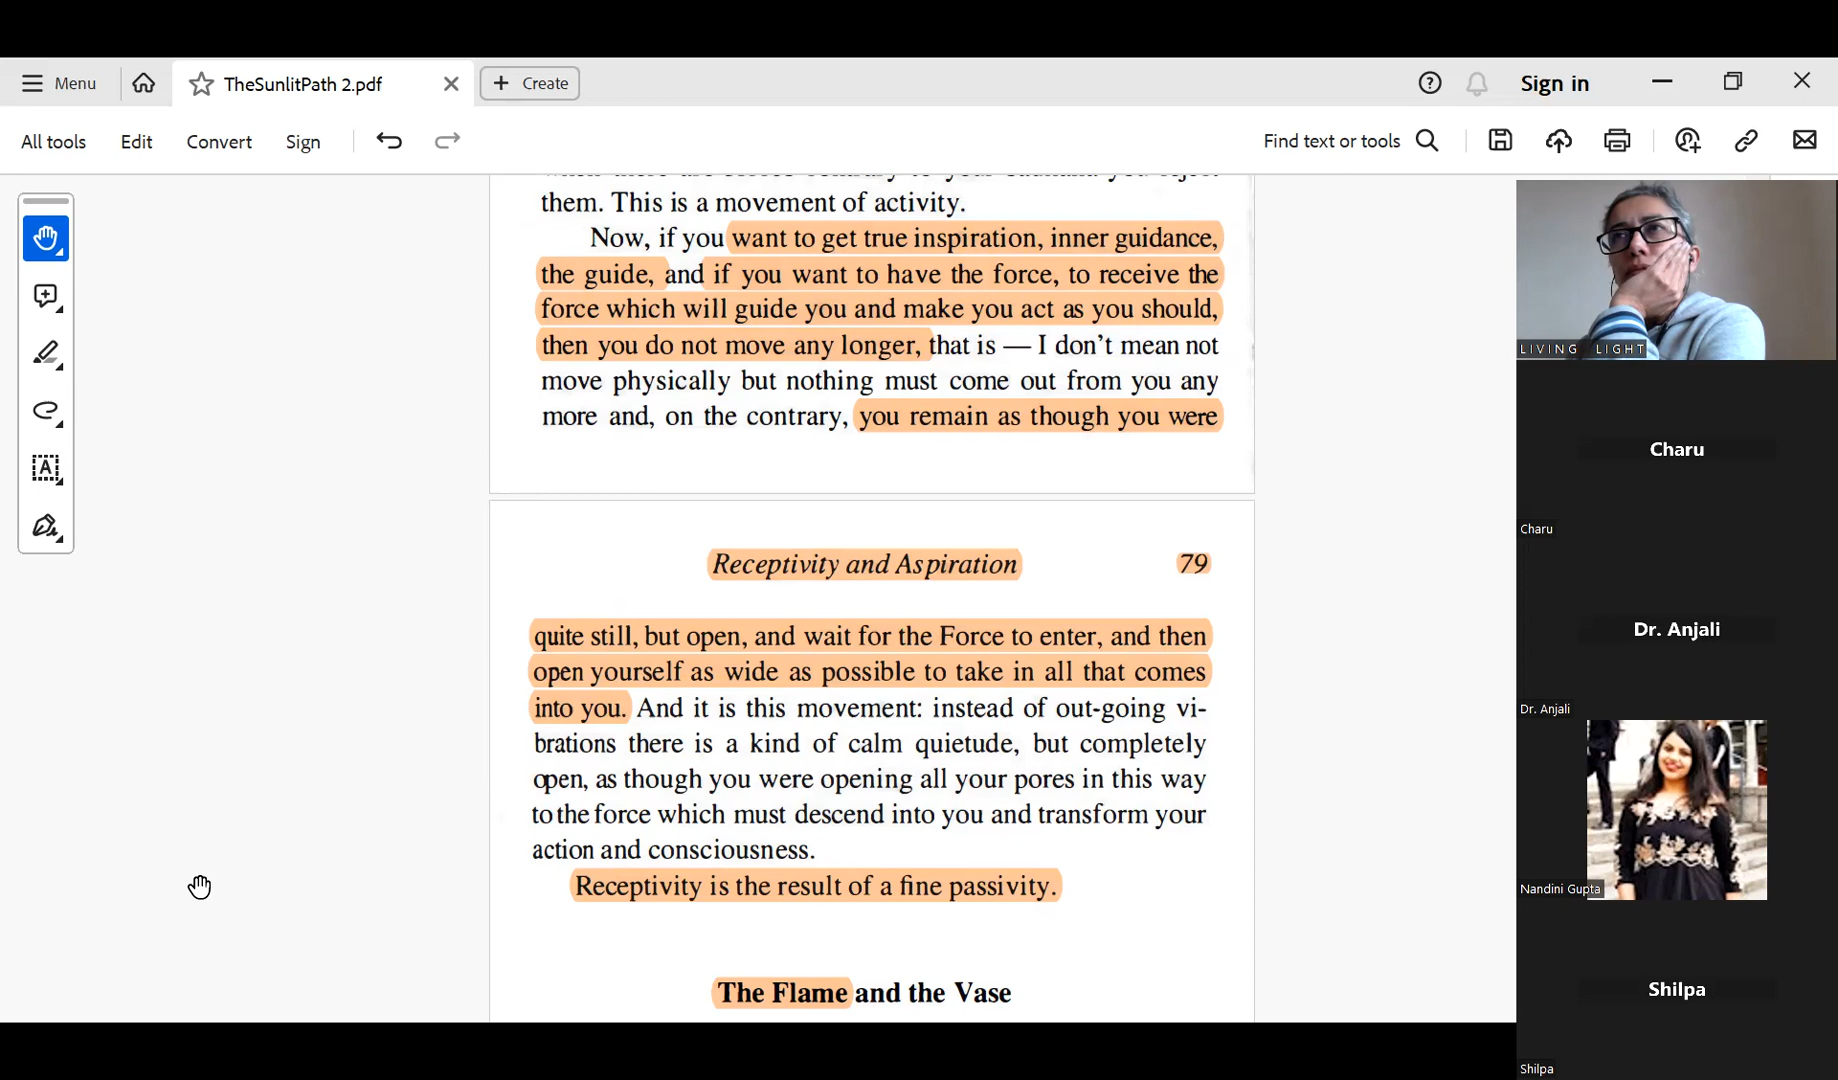 Menu
TheSunlitPath 2.pdf
Create
Sign in
All tools Edit Convert Sign
Find text or tools
them. This is a movement of activity.
Now, if you want to get true inspiration, inner guidance,
the guide, and if you want to have the force, to receive the
force which will guide you and make you act as you should,
then you do not move any longer, that is — I don't mean not
move physically but nothing must come out from you any
more and, on the contrary, you remain as though you were
Receptivity and Aspiration 79
quite still, but open, and wait for the Force to enter, and then
open yourself as wide as possible to take in all that comes
into you. And it is this movement: instead of out-going vi-
brations there is a kind of calm quietude, but completely
open, as though you were opening all your pores in this way
to the force which must descend into you and transform your
action and consciousness.
Receptivity is the result of a fine passivity.
The Flame and the Vase
LIVING LIGHT
Charu
Charu
Dr. Anjali
Dr. Anjali
Nandini Gupta
Shilpa
Shilpa